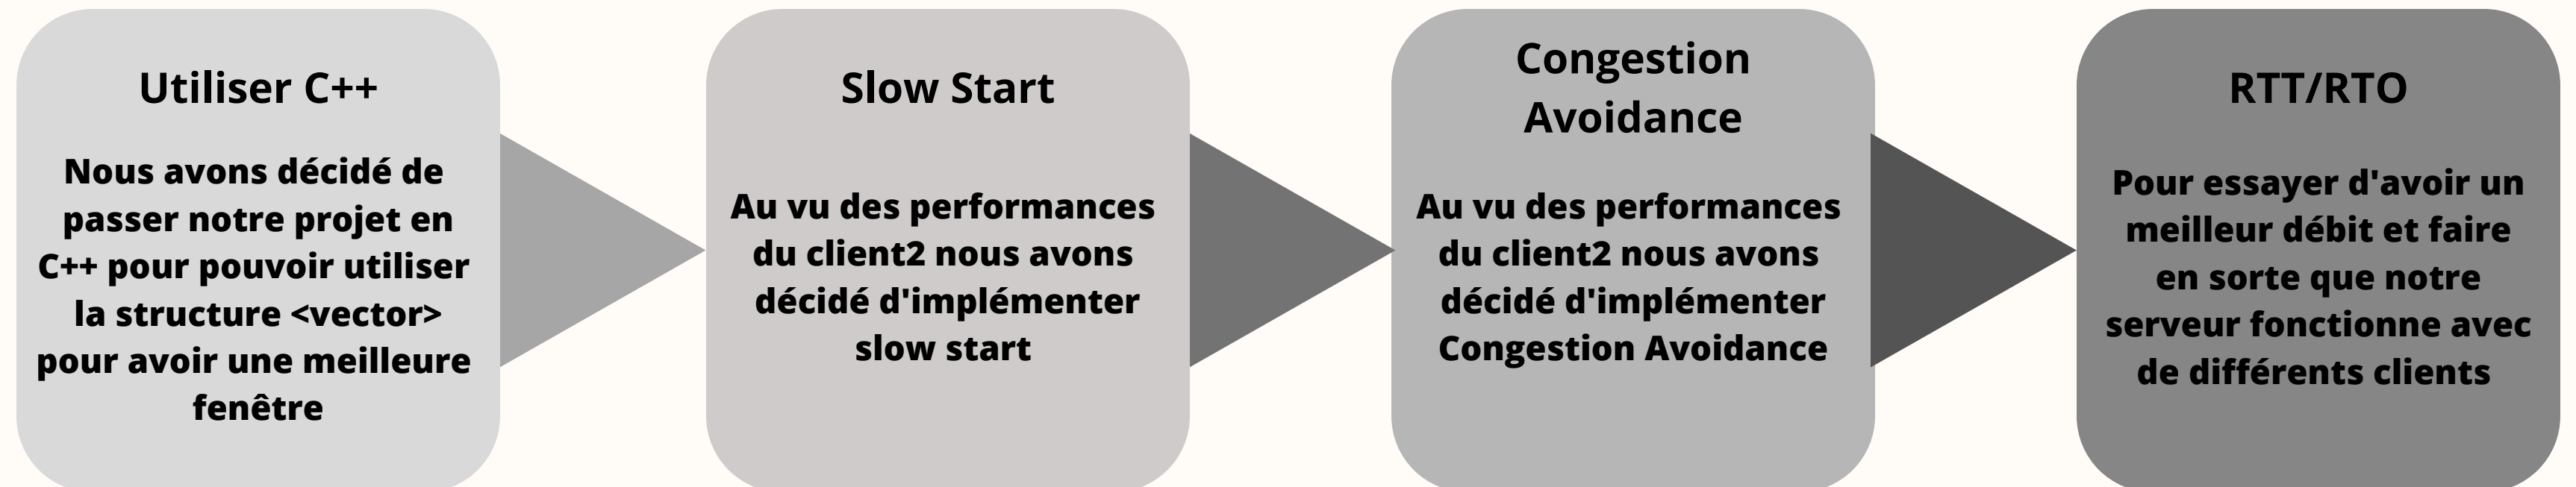 Utiliser C++
Nous avons décidé de
passer notre projet en
C++ pour pouvoir utiliser
la structure <vector>
pour avoir une meilleure
fenêtre
Slow Start
Au vu des performances
du client2 nous avons
décidé d'implémenter
slow start
Congestion
Avoidance
Au vu des performances
du client2 nous avons
décidé d'implémenter
Congestion Avoidance
RTT/RTO
Pour essayer d'avoir un
meilleur débit et faire
en sorte que notre
serveur fonctionne avec
de différents clients